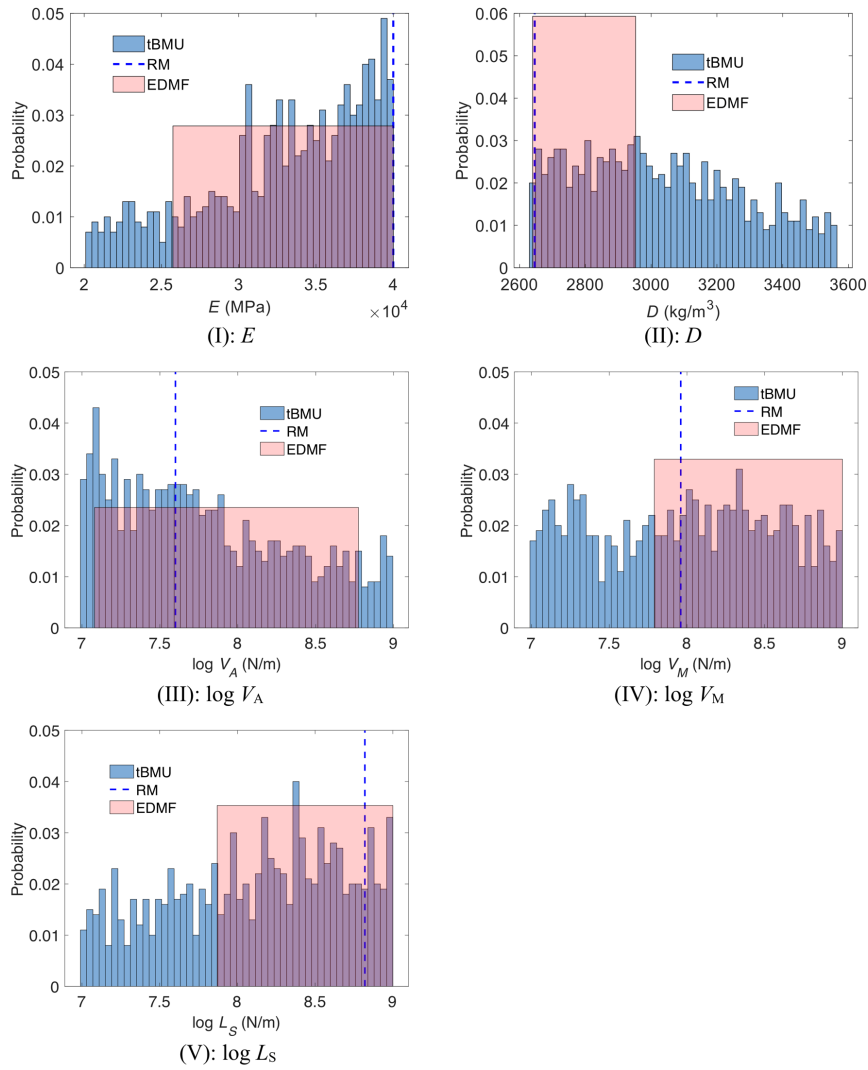 0.05
0.04
0.03
0.02
0.01
0
Probability
tBMU
RM
EDMF
2 2.5 3 3.5 4
E (MPa)
×10⁴
(I): E
0.06
0.05
0.04
0.03
0.02
0.01
0
Probability
tBMU
RM
EDMF
2600 2800 3000 3200 3400 3600
D (kg/m³)
(II): D
0.05
0.04
0.03
0.02
0.01
0
Probability
tBMU
RM
EDMF
7 7.5 8 8.5 9
log V_A (N/m)
(III): log V_A
0.05
0.04
0.03
0.02
0.01
0
Probability
tBMU
RM
EDMF
7 7.5 8 8.5 9
log V_M (N/m)
(IV): log V_M
0.05
0.04
0.03
0.02
0.01
0
Probability
tBMU
RM
EDMF
7 7.5 8 8.5 9
log L_S (N/m)
(V): log L_S